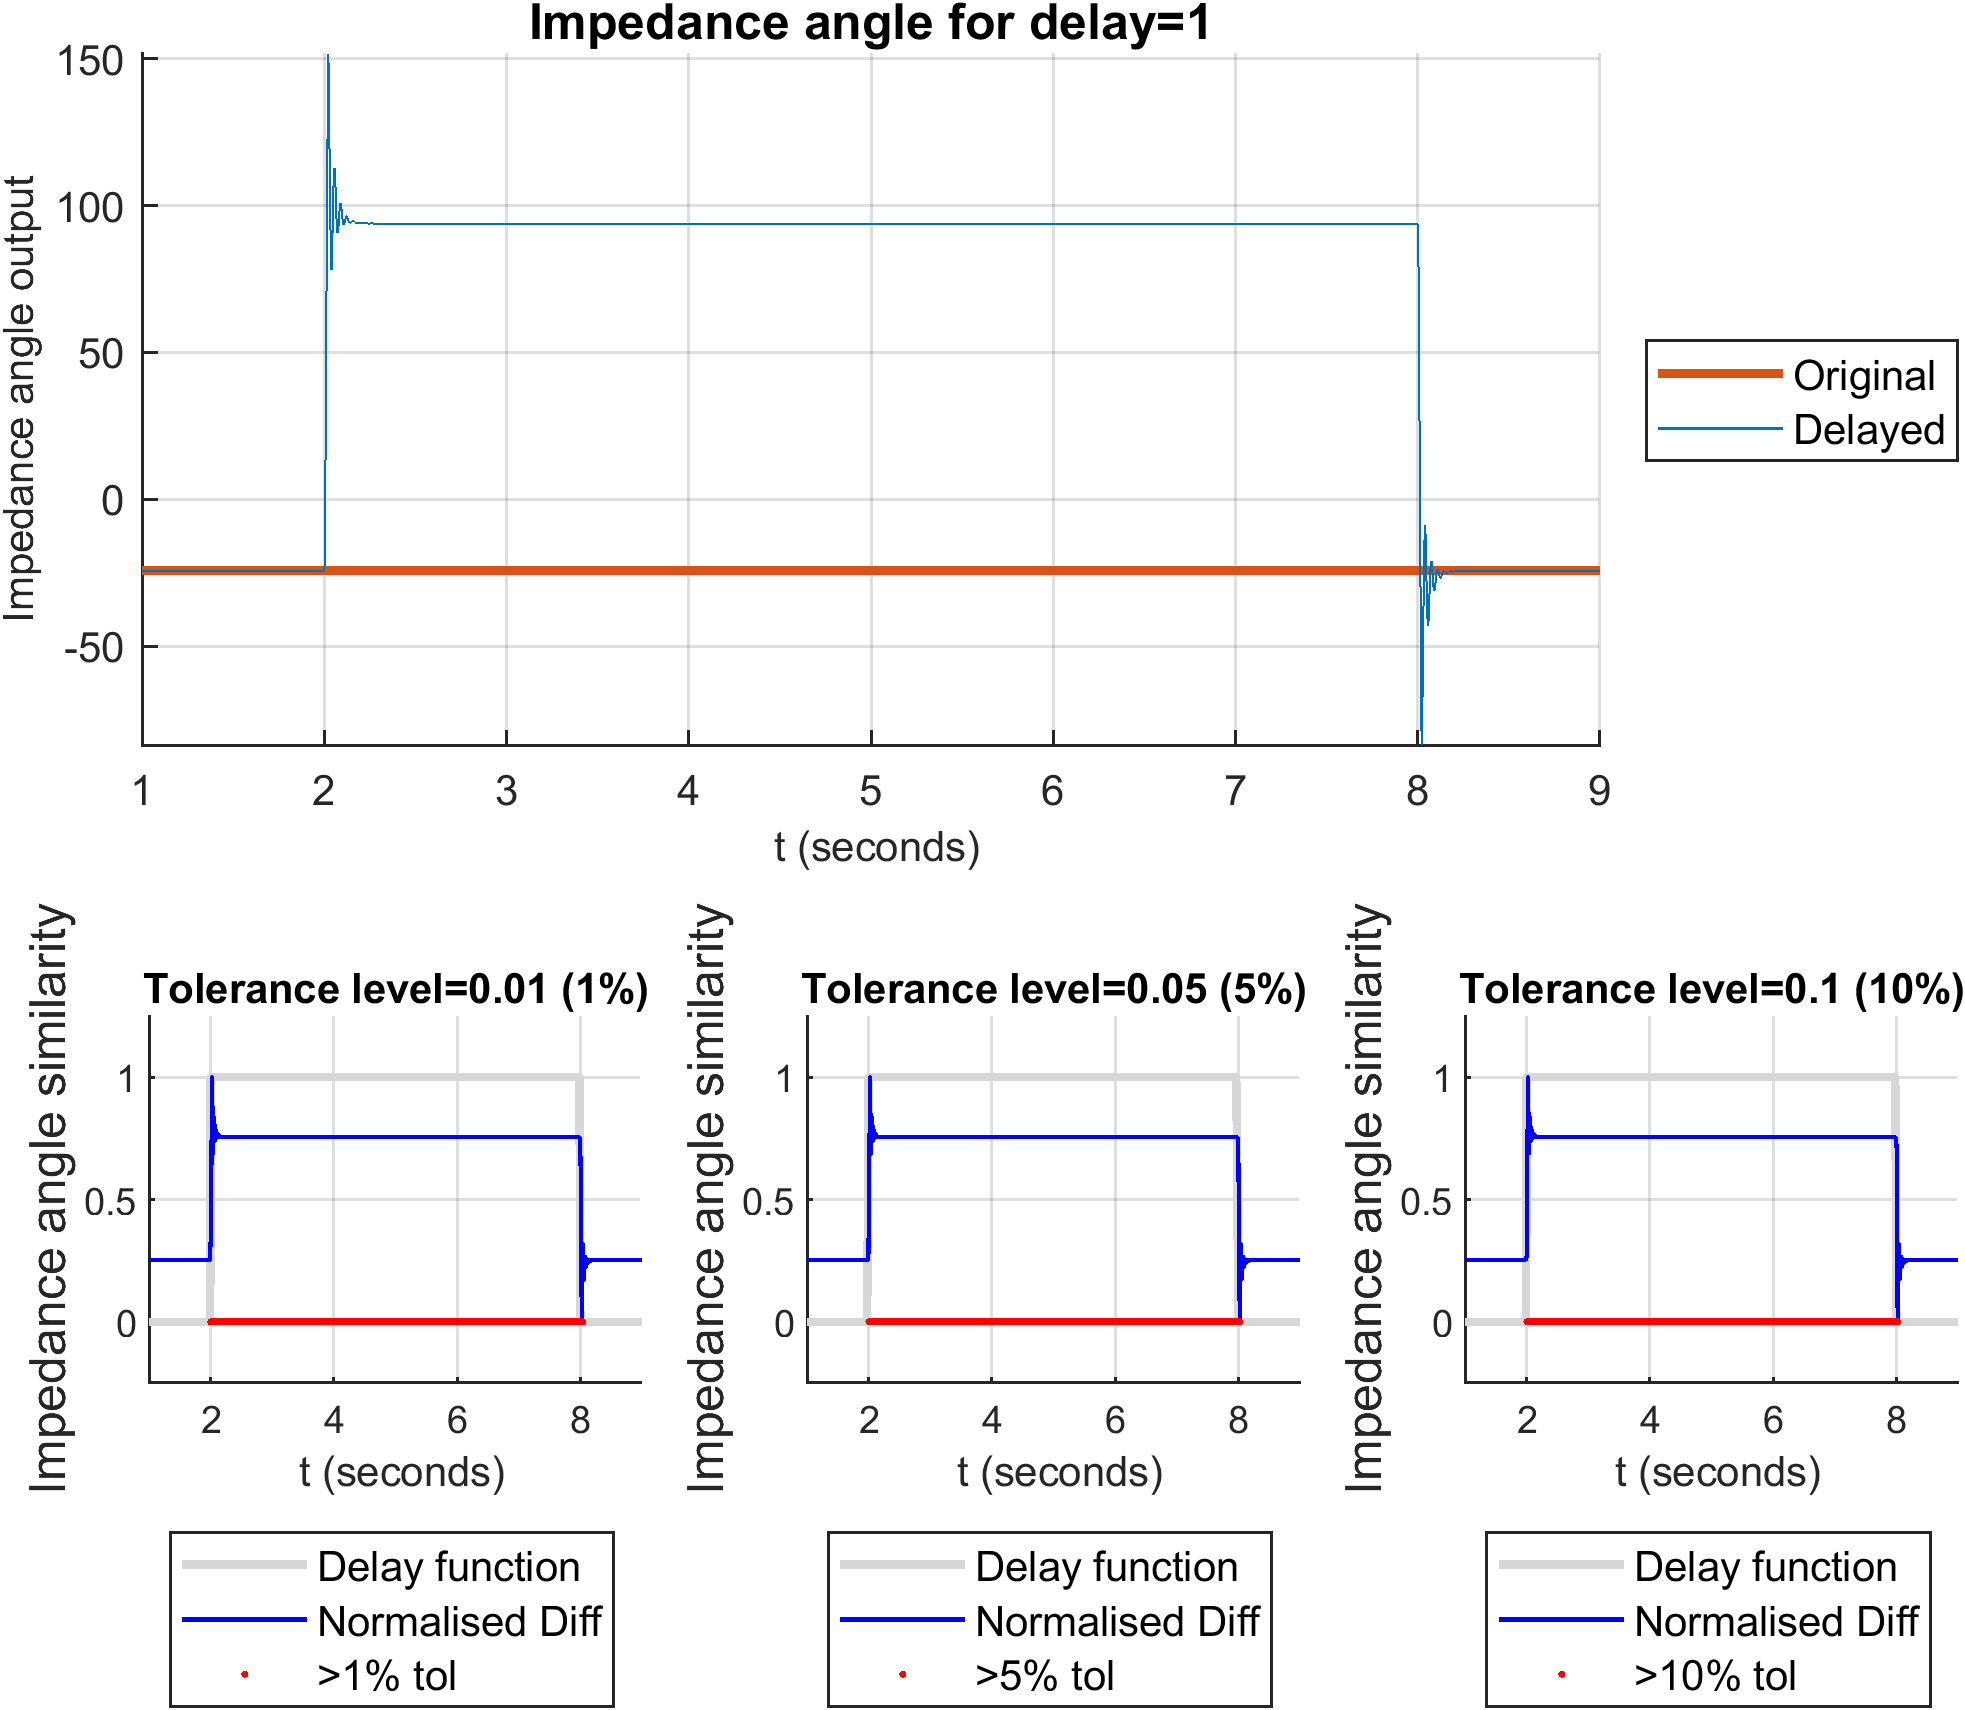 Impedance angle for delay=1
Impedance angle output
150
100
50
0
-50
1 2 3 4 5 6 7 8 9
t (seconds)
Original
Delayed
Tolerance level=0.01 (1%)
Impedance angle similarity
1
0.5
0
2 4 6 8
t (seconds)
Delay function
Normalised Diff
>1% tol
Tolerance level=0.05 (5%)
Impedance angle similarity
1
0.5
0
2 4 6 8
t (seconds)
Delay function
Normalised Diff
>5% tol
Tolerance level=0.1 (10%)
Impedance angle similarity
1
0.5
0
2 4 6 8
t (seconds)
Delay function
Normalised Diff
>10% tol